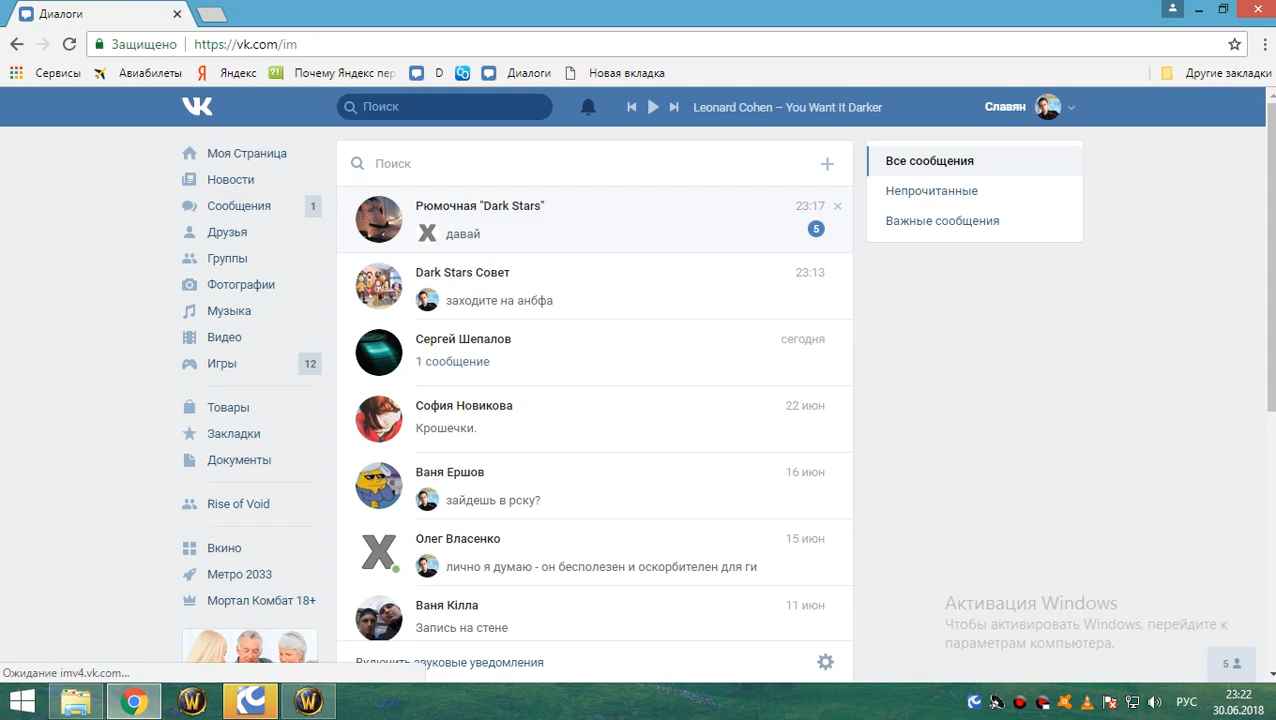 Диалоги
Защищено https://vk.com/im
Сервисы Авиабилеты Яндекс Почему Яндекс пер D Диалоги Новая вкладка Другие закладки
Поиск Leonard Cohen – You Want It Darker Славян
Моя Страница
Новости
Сообщения 1
Друзья
Группы
Фотографии
Музыка
Видео
Игры 12
Товары
Закладки
Документы
Rise of Void
Вкино
Метро 2033
Мортал Комбат 18+
Поиск
Рюмочная "Dark Stars" 23:17
давай 5
Dark Stars Совет 23:13
заходите на анбфа
Сергей Шепалов сегодня
1 сообщение
София Новикова 22 июн
Крошечки.
Ваня Ершов 16 июн
зайдешь в рску?
Олег Власенко 15 июн
лично я думаю - он бесполезен и оскорбителен для ги
Ваня Кілла 11 июн
Запись на стене
Включить звуковые уведомления
Все сообщения
Непрочитанные
Важные сообщения
Активация Windows
Чтобы активировать Windows, перейдите к
параметрам компьютера.
5
Ожидание imv4.vk.com...
РУС 23:22
30.06.2018